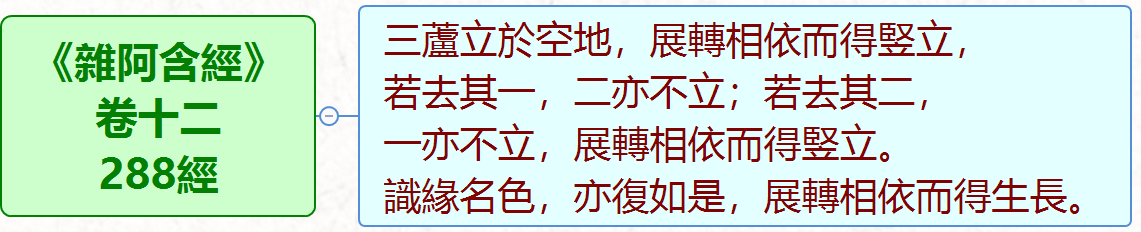 《雜阿含經》
卷十二
288經
三蘆立於空地，展轉相依而得竪立，
若去其一，二亦不立；若去其二，
一亦不立，展轉相依而得竪立。
識緣名色，亦復如是，展轉相依而得生長。